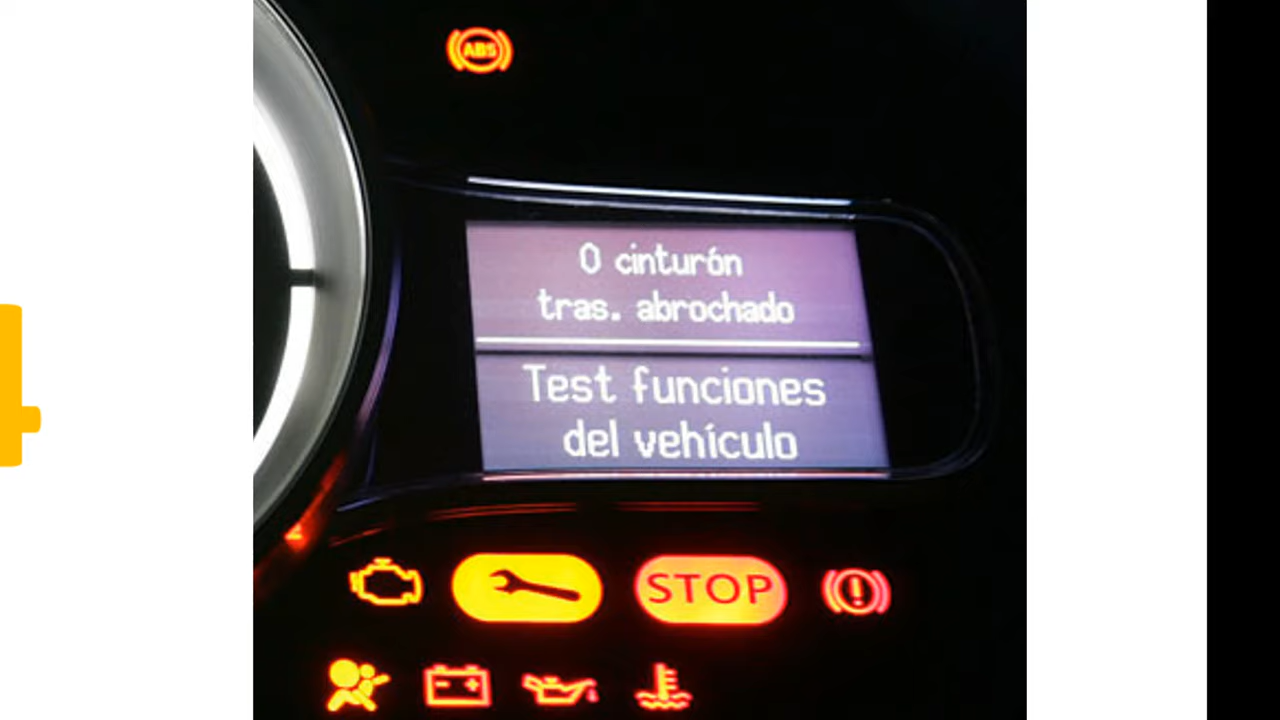 ABS
0 cinturón
tras. abrochado
Test funciones
del vehículo
STOP